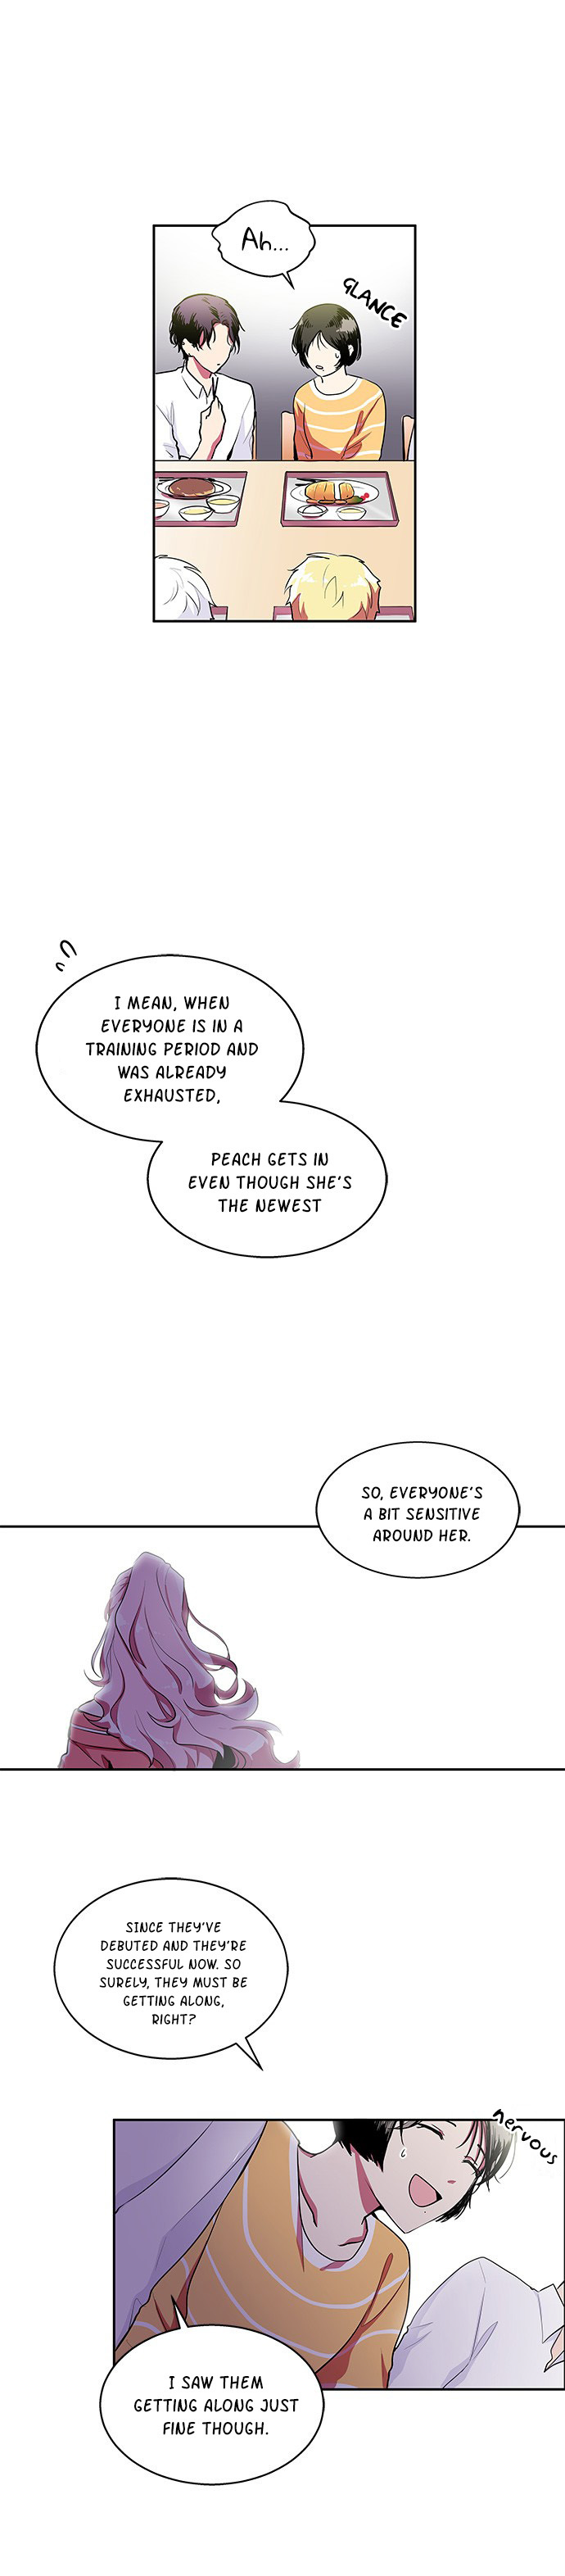 Ah...
GLANCE
I MEAN, WHEN
EVERYONE IS IN A
TRAINING PERIOD AND
WAS ALREADY
EXHAUSTED,
PEACH GETS IN
EVEN THOUGH SHE'S
THE NEWEST
SO, EVERYONE'S
A BIT SENSITIVE
AROUND HER.
SINCE THEY'VE
DEBUTED AND THEY'RE
SUCCESSFUL NOW. SO
SURELY, THEY MUST BE
GETTING ALONG,
RIGHT?
nervous
I SAW THEM
GETTING ALONG JUST
FINE THOUGH.